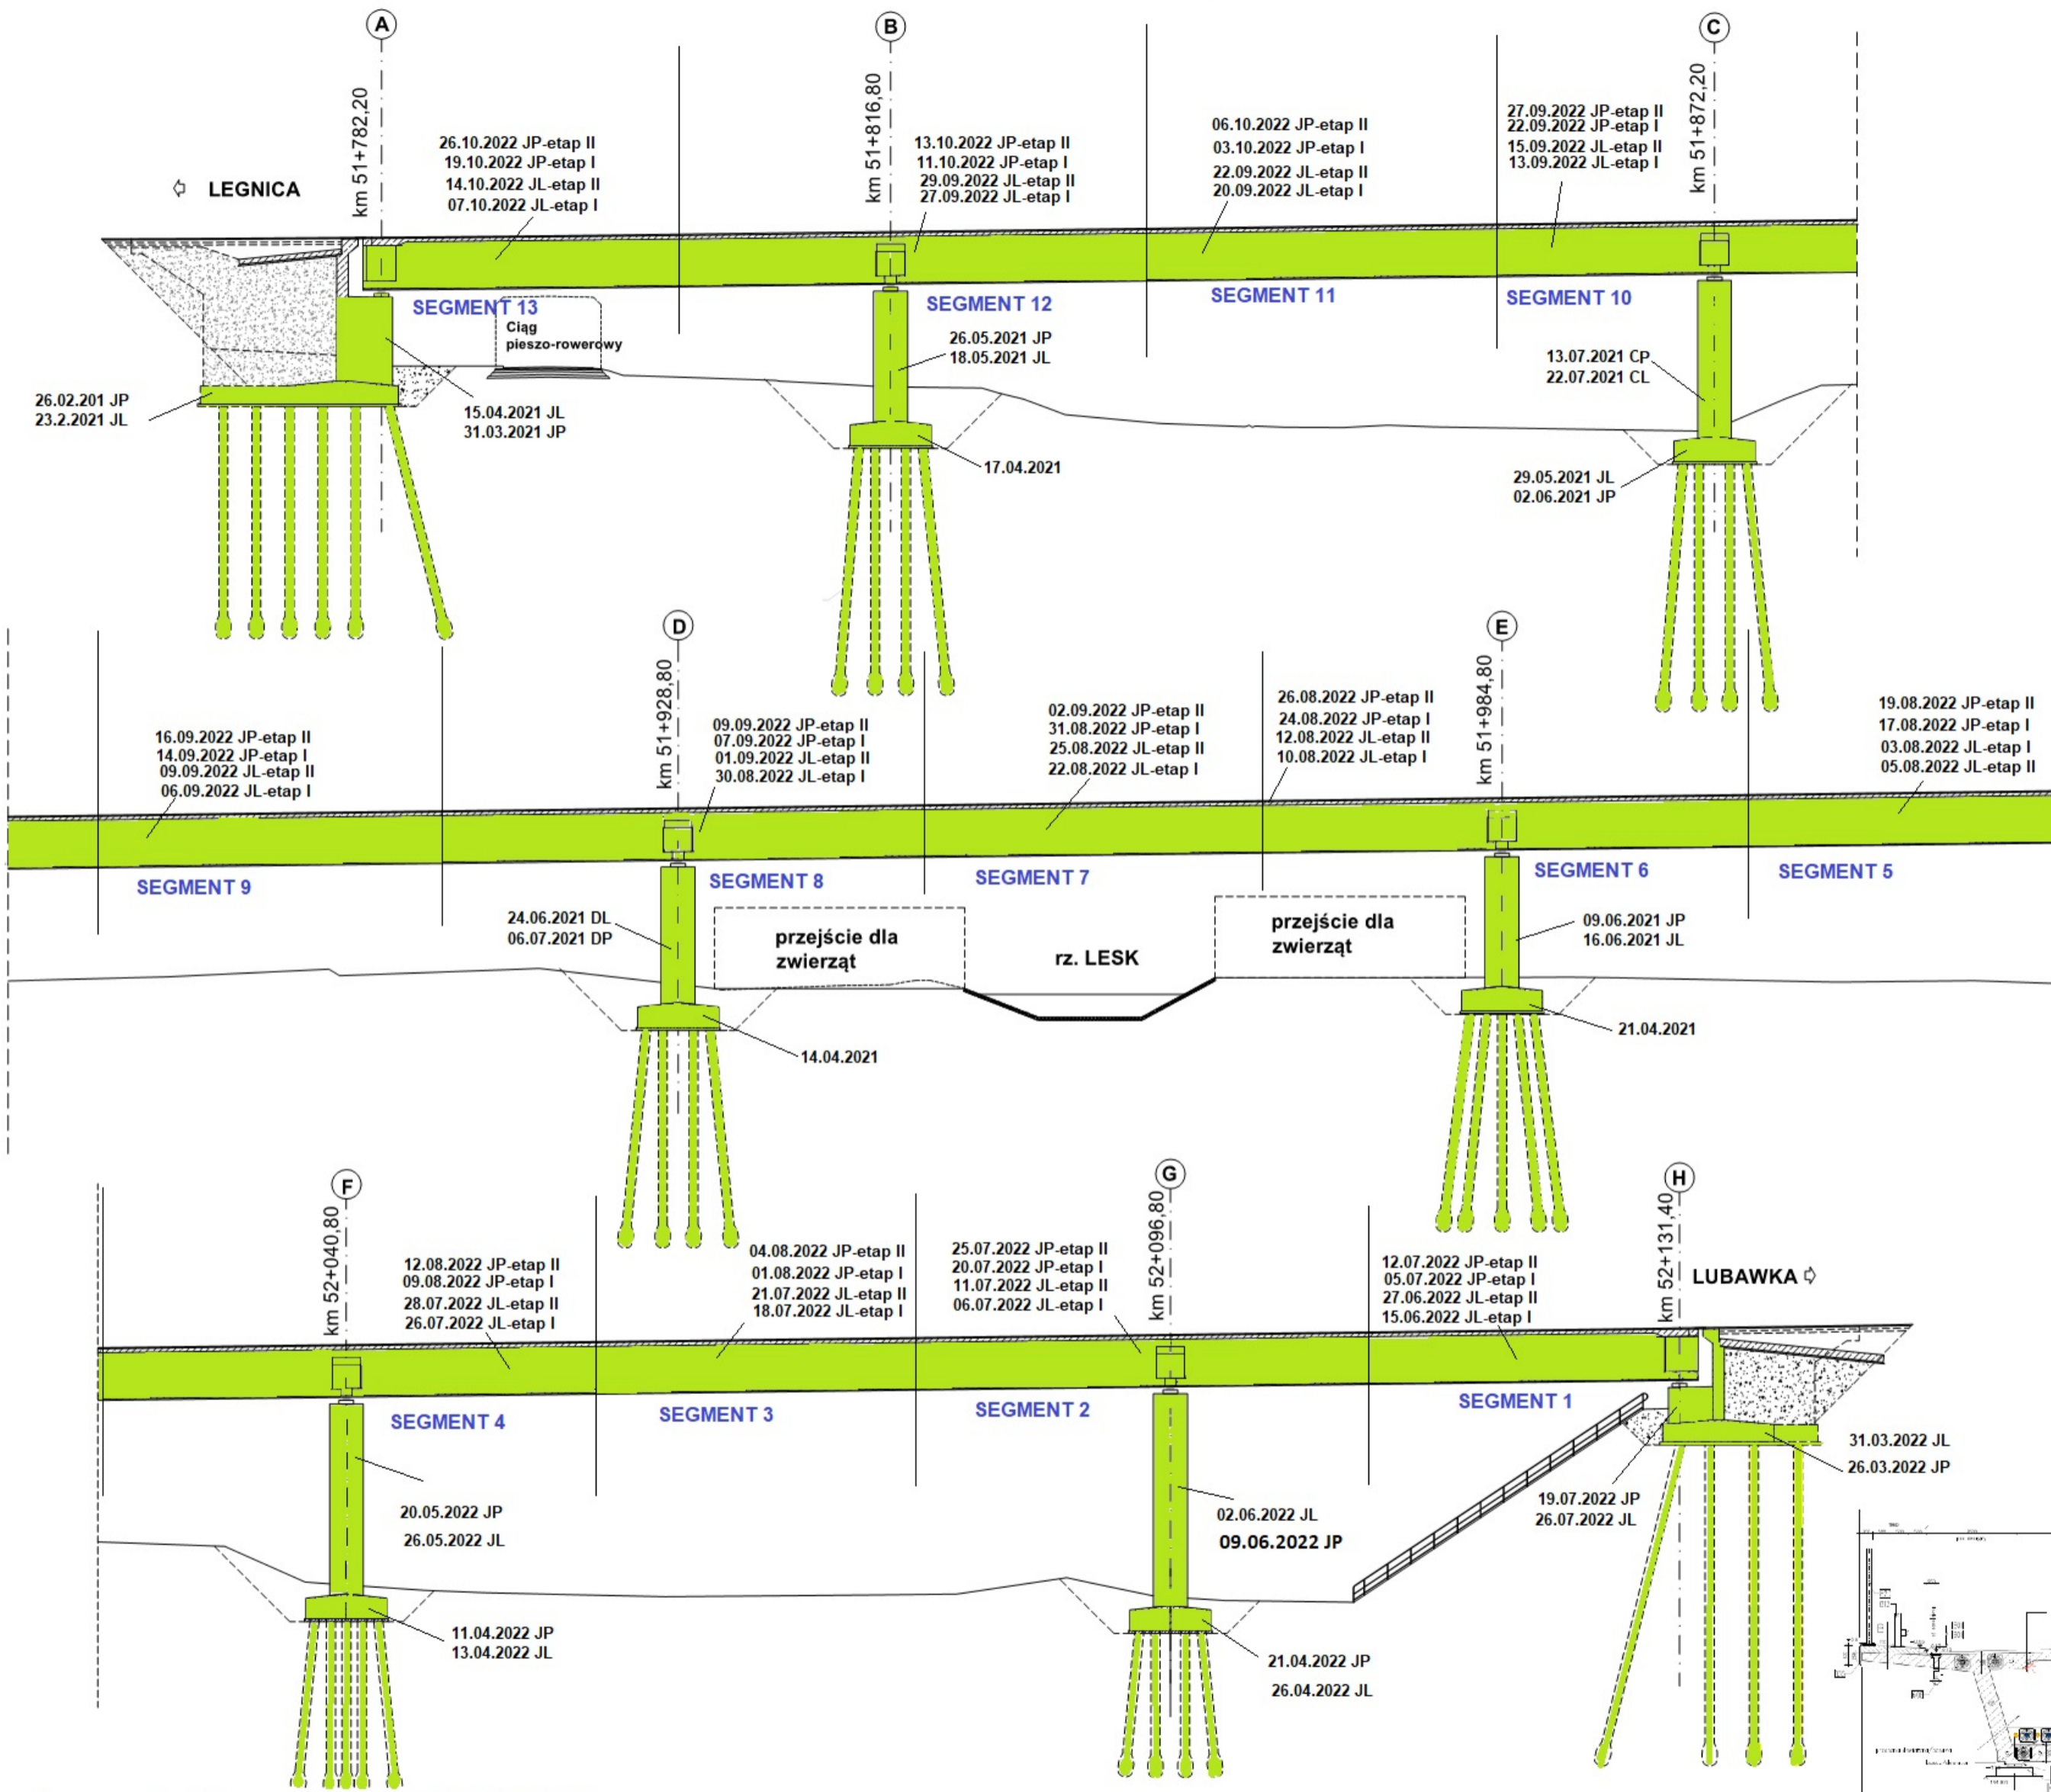 A
B
C
km 51+782,20
km 51+816,80
km 51+872,20
LEGNICA
26.10.2022 JP-etap II
19.10.2022 JP-etap I
14.10.2022 JL-etap II
07.10.2022 JL-etap I
13.10.2022 JP-etap II
11.10.2022 JP-etap I
29.09.2022 JL-etap II
27.09.2022 JL-etap I
06.10.2022 JP-etap II
03.10.2022 JP-etap I
22.09.2022 JL-etap II
20.09.2022 JL-etap I
27.09.2022 JP-etap II
22.09.2022 JP-etap I
15.09.2022 JL-etap II
13.09.2022 JL-etap I
SEGMENT 13
SEGMENT 12
SEGMENT 11
SEGMENT 10
Ciąg
pieszo-rowerowy
26.05.2021 JP
18.05.2021 JL
13.07.2021 CP
22.07.2021 CL
26.02.201 JP
23.2.2021 JL
15.04.2021 JL
31.03.2021 JP
17.04.2021
29.05.2021 JL
02.06.2021 JP
D
E
km 51+928,80
km 51+984,80
16.09.2022 JP-etap II
14.09.2022 JP-etap I
09.09.2022 JL-etap II
06.09.2022 JL-etap I
09.09.2022 JP-etap II
07.09.2022 JP-etap I
01.09.2022 JL-etap II
30.08.2022 JL-etap I
02.09.2022 JP-etap II
31.08.2022 JP-etap I
25.08.2022 JL-etap II
22.08.2022 JL-etap I
26.08.2022 JP-etap II
24.08.2022 JP-etap I
12.08.2022 JL-etap II
10.08.2022 JL-etap I
19.08.2022 JP-etap II
17.08.2022 JP-etap I
03.08.2022 JL-etap I
05.08.2022 JL-etap II
SEGMENT 9
SEGMENT 8
SEGMENT 7
SEGMENT 6
SEGMENT 5
24.06.2021 DL
06.07.2021 DP
przejście dla
zwierząt
rz. LESK
przejście dla
zwierząt
09.06.2021 JP
16.06.2021 JL
14.04.2021
21.04.2021
F
G
H
km 52+040,80
km 52+096,80
km 52+131,40
LUBAWKA
12.08.2022 JP-etap II
09.08.2022 JP-etap I
28.07.2022 JL-etap II
26.07.2022 JL-etap I
04.08.2022 JP-etap II
01.08.2022 JP-etap I
21.07.2022 JL-etap II
18.07.2022 JL-etap I
25.07.2022 JP-etap II
20.07.2022 JP-etap I
11.07.2022 JL-etap II
06.07.2022 JL-etap I
12.07.2022 JP-etap II
05.07.2022 JP-etap I
27.06.2022 JL-etap II
15.06.2022 JL-etap I
SEGMENT 4
SEGMENT 3
SEGMENT 2
SEGMENT 1
20.05.2022 JP
26.05.2022 JL
02.06.2022 JL
09.06.2022 JP
31.03.2022 JL
26.03.2022 JP
19.07.2022 JP
26.07.2022 JL
11.04.2022 JP
13.04.2022 JL
21.04.2022 JP
26.04.2022 JL